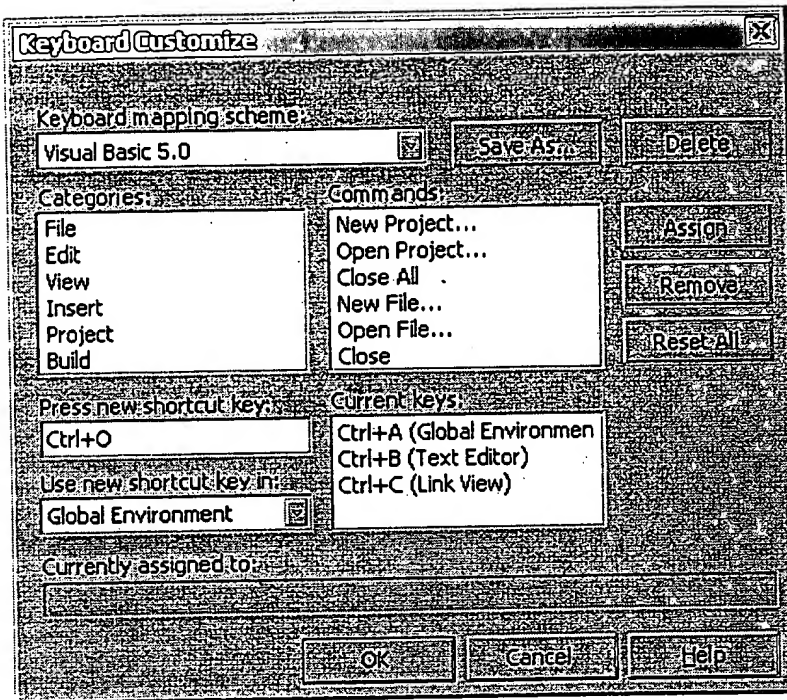 Keyboard Customize
Keyboard mapping scheme:
Visual Basic 5.0
Save As...
Delete
Categories:
File
Edit
View
Insert
Project
Build
Commands:
New Project...
Open Project...
Close All
New File...
Open File...
Close
Assign
Remove
Reset All
Press new shortcut key:
Ctrl+O
Current keys:
Ctrl+A (Global Environmen
Ctrl+B (Text Editor)
Ctrl+C (Link View)
Use new shortcut key in:
Global Environment
Currently assigned to:
OK
Cancel
Help